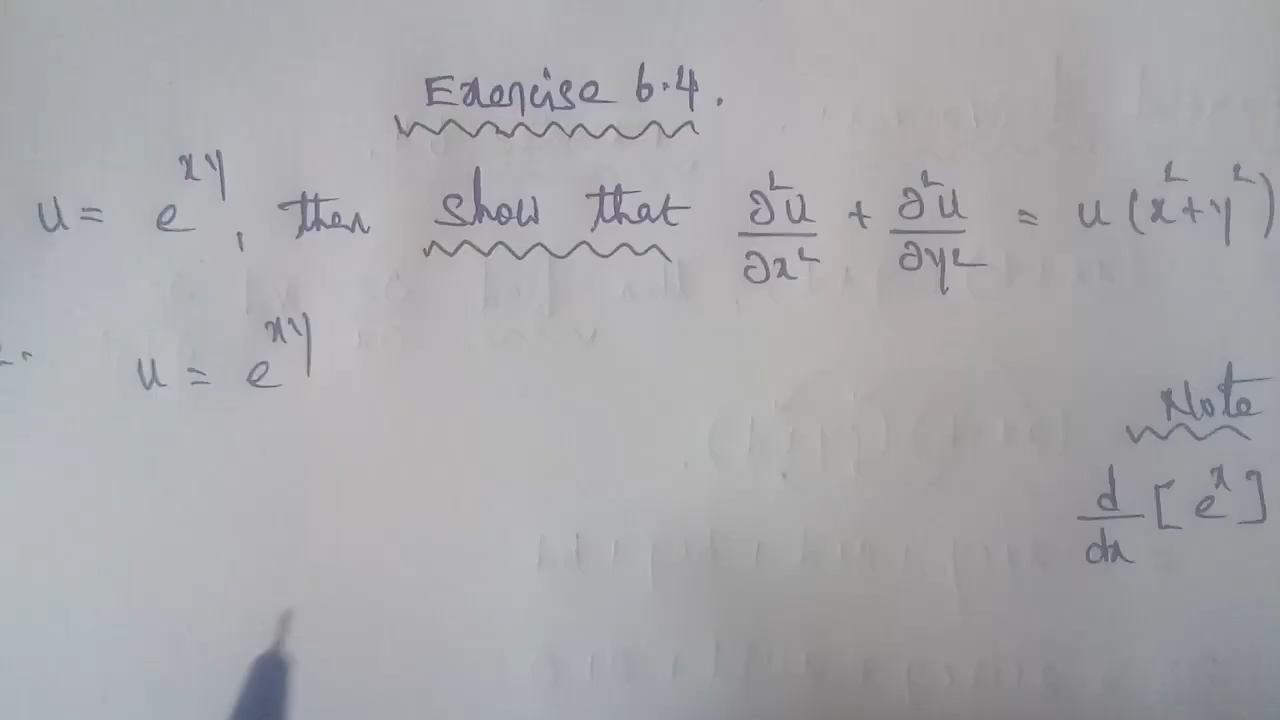 Exercise 6.4.
u = e^{xy}, then show that ∂²u/∂x² + ∂²u/∂y² = u(x²+y²)
u = e^{xy}
Note
d/dx [e^x]